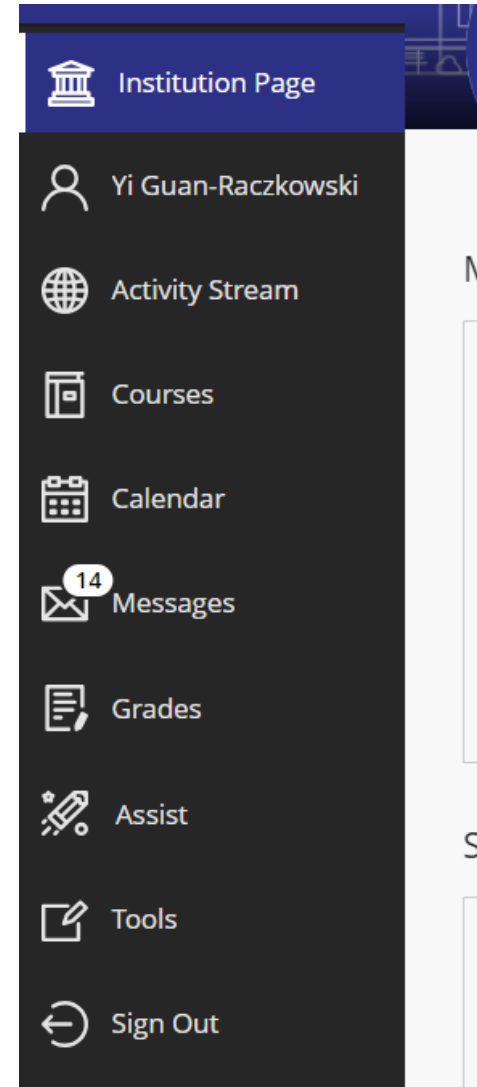 Institution Page
Yi Guan-Raczkowski
Activity Stream
Courses
Calendar
14
Messages
Grades
Assist
Tools
Sign Out